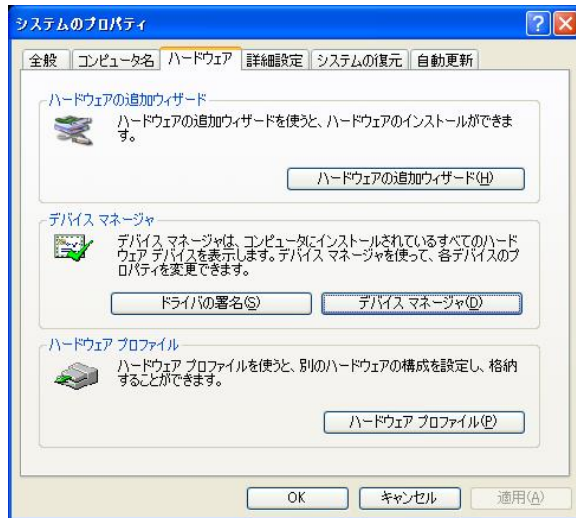 システムのプロパティ
全般 コンピュータ名 ハードウェア 詳細設定 システムの復元 自動更新
ハードウェアの追加ウィザード
ハードウェアの追加ウィザードを使うと、ハードウェアのインストールができま
す。
ハードウェアの追加ウィザード(H)
デバイス マネージャ
デバイス マネージャは、コンピュータにインストールされているすべてのハード
ウェア デバイスを表示します。デバイス マネージャを使って、各デバイスのプ
ロパティを変更できます。
ドライバの署名(S) デバイス マネージャ(D)
ハードウェア プロファイル
ハードウェア プロファイルを使うと、別のハードウェアの構成を設定し、格納
することができます。
ハードウェア プロファイル(P)
OK キャンセル 適用(A)